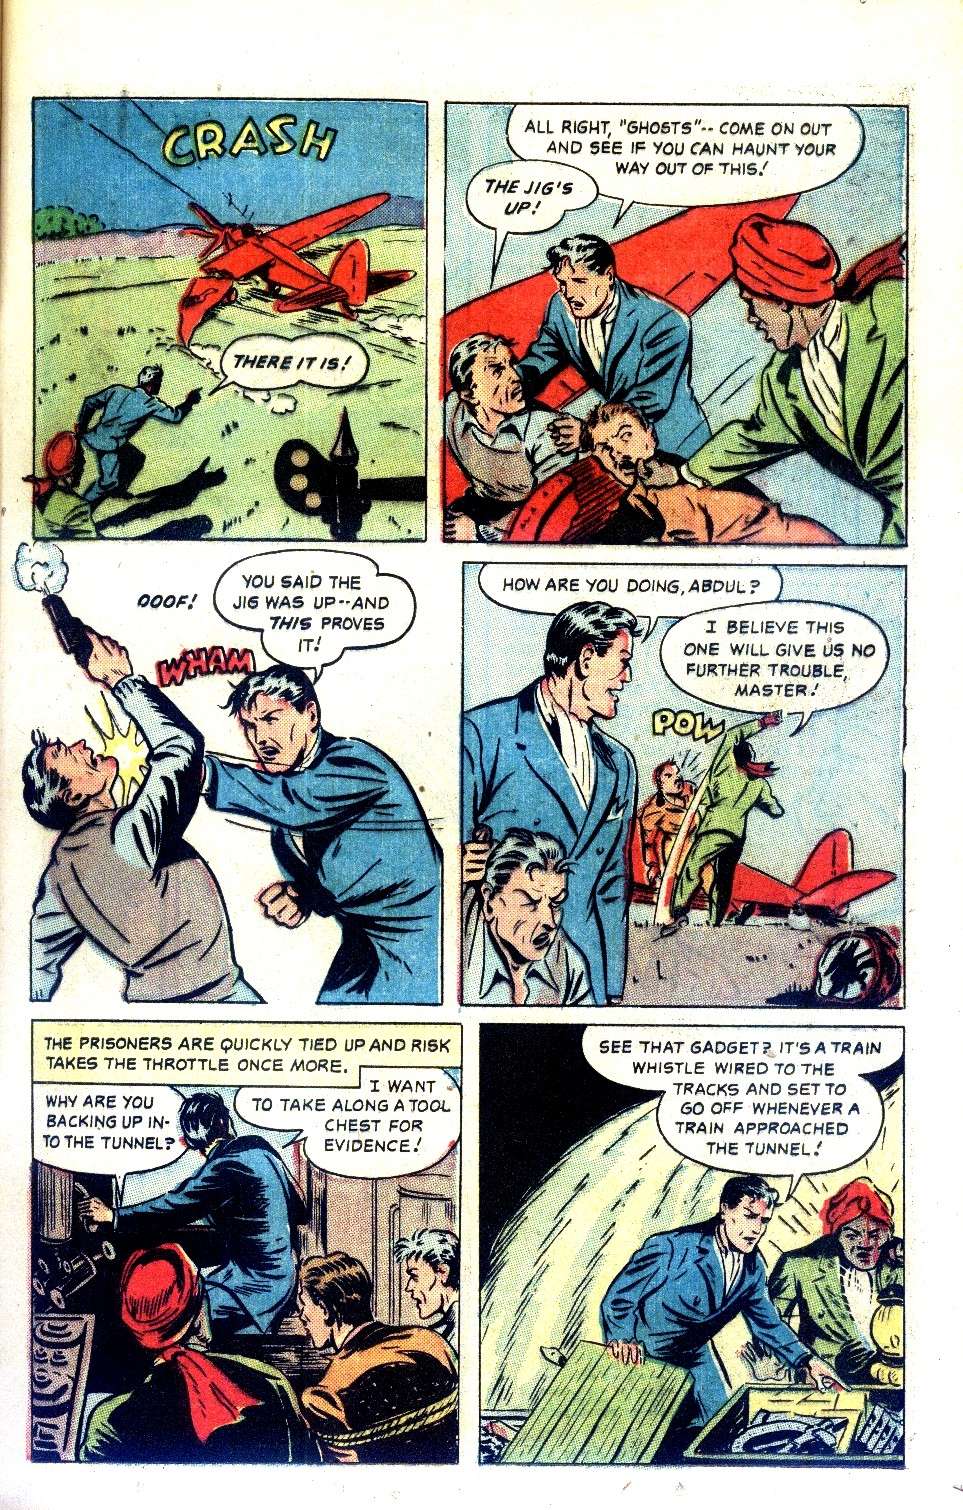 CRASH
THERE IT IS!
ALL RIGHT, "GHOSTS"-- COME ON OUT
AND SEE IF YOU CAN HAUNT YOUR
WAY OUT OF THIS!
THE JIG'S
UP!
OOOF!
WHAM
YOU SAID THE
JIG WAS UP--AND
THIS PROVES
IT!
HOW ARE YOU DOING, ABDUL?
I BELIEVE THIS
ONE WILL GIVE US NO
FURTHER TROUBLE,
MASTER!
POW
THE PRISONERS ARE QUICKLY TIED UP AND RISK
TAKES THE THROTTLE ONCE MORE.
WHY ARE YOU
BACKING UP IN-
TO THE TUNNEL?
I WANT
TO TAKE ALONG A TOOL
CHEST FOR
EVIDENCE!
SEE THAT GADGET? IT'S A TRAIN
WHISTLE WIRED TO THE
TRACKS AND SET TO
GO OFF WHENEVER A
TRAIN APPROACHED
THE TUNNEL!